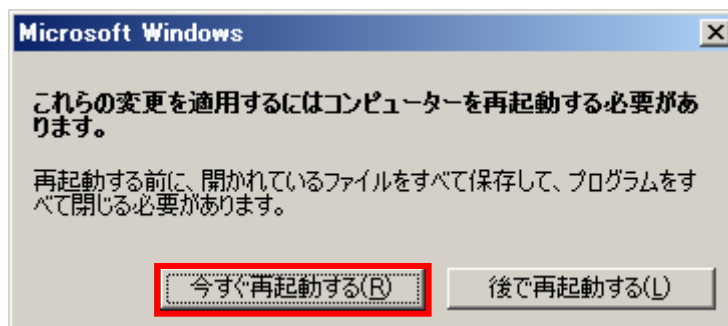 Microsoft Windows
これらの変更を適用するにはコンピューターを再起動する必要があ
ります。
再起動する前に、開かれているファイルをすべて保存して、プログラムをす
べて閉じる必要があります。
今すぐ再起動する(R)
後で再起動する(L)